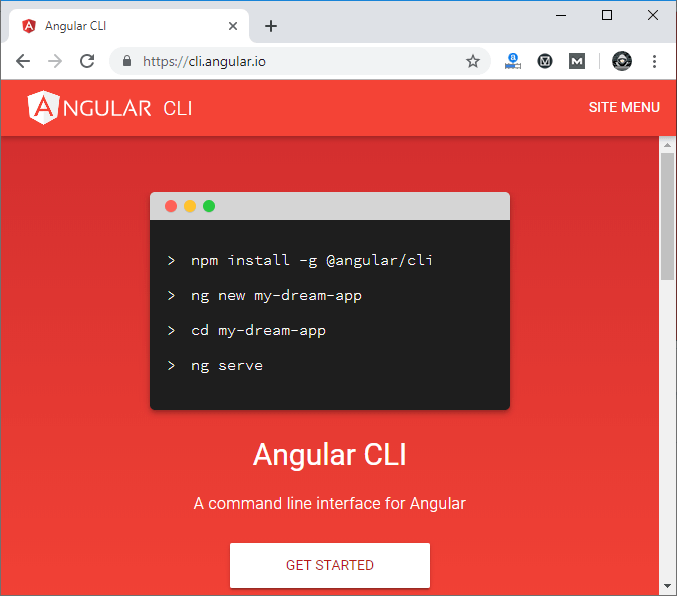 Angular CLI
https://cli.angular.io
ANGULAR CLI
SITE MENU
> npm install -g @angular/cli
> ng new my-dream-app
> cd my-dream-app
> ng serve
Angular CLI
A command line interface for Angular
GET STARTED